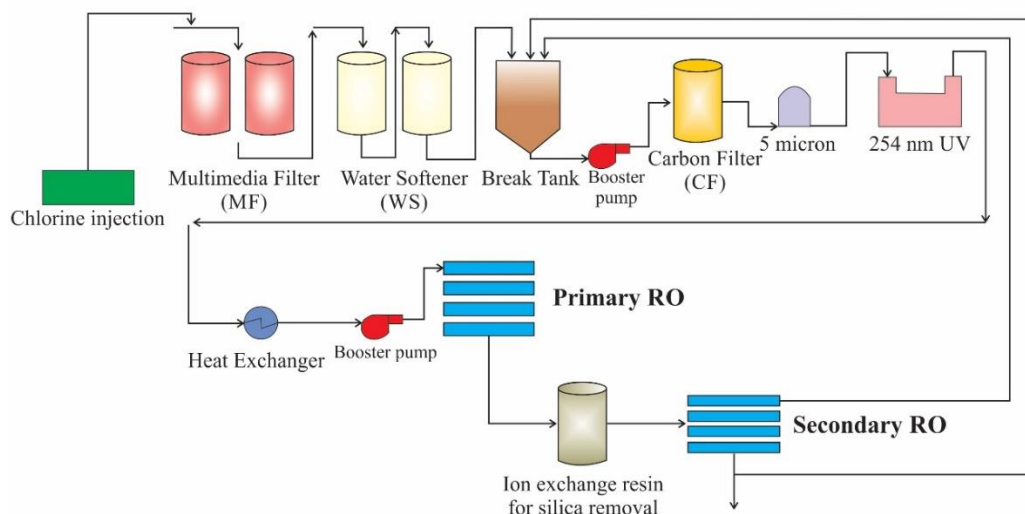 Multimedia Filter
(MF)
Water Softener
(WS)
Break Tank
Booster
pump
Carbon Filter
(CF)
5 micron
254 nm UV
Chlorine injection
Heat Exchanger
Booster pump
Primary RO
Ion exchange resin
for silica removal
Secondary RO